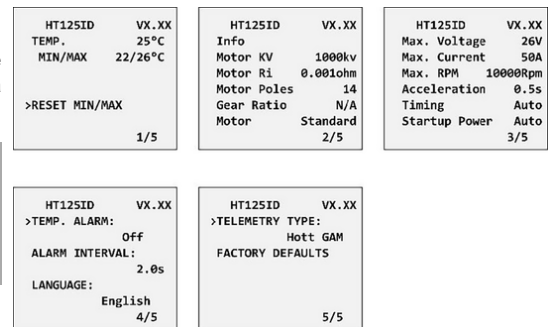 HT125ID VX.XX
TEMP. 25°C
MIN/MAX 22/26°C
>RESET MIN/MAX
1/5
HT125ID VX.XX
Info
Motor KV 1000kv
Motor Ri 0.001ohm
Motor Poles 14
Gear Ratio N/A
Motor Standard
2/5
HT125ID VX.XX
Max. Voltage 26V
Max. Current 50A
Max. RPM 10000Rpm
Acceleration 0.5s
Timing Auto
Startup Power Auto
3/5
HT125ID VX.XX
>TEMP. ALARM:
Off
ALARM INTERVAL:
2.0s
LANGUAGE:
English
4/5
HT125ID VX.XX
>TELEMETRY TYPE:
Hott GAM
FACTORY DEFAULTS
5/5